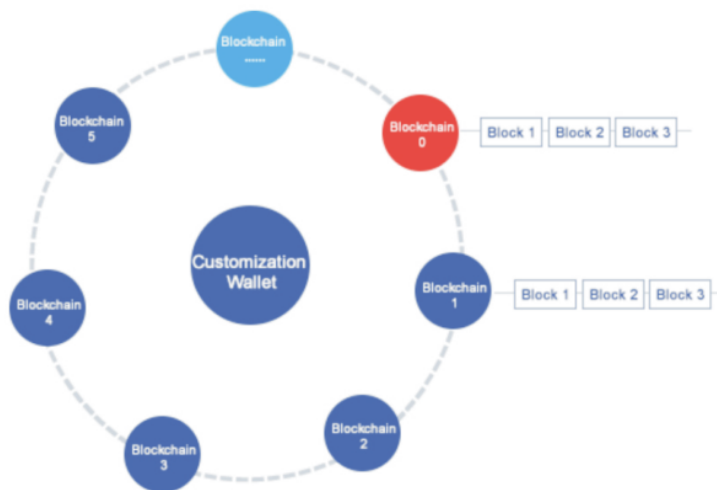 Blockchain
......
Blockchain
0
Block 1 Block 2 Block 3
Blockchain
5
Customization
Wallet
Blockchain
1
Block 1 Block 2 Block 3
Blockchain
4
Blockchain
2
Blockchain
3